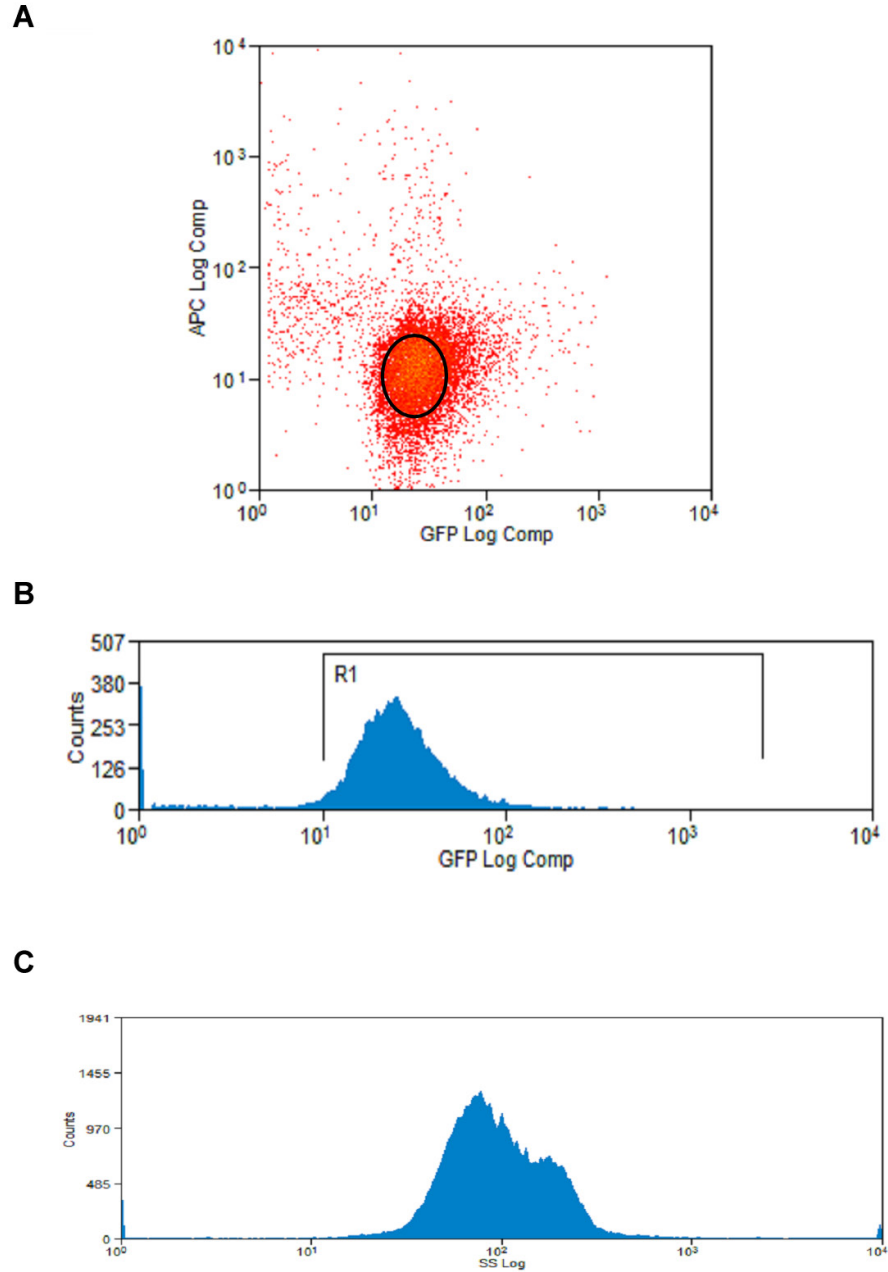 A
10⁴
10³
APC Log Comp
10²
10¹
10⁰
10⁰ 10¹ 10² 10³ 10⁴
GFP Log Comp
B
507
R1
380
Counts
253
126
0
10⁰ 10¹ 10² 10³ 10⁴
GFP Log Comp
C
1941
1455
Counts
970
485
0
10⁰ 10¹ 10² 10³ 10⁴
SS Log